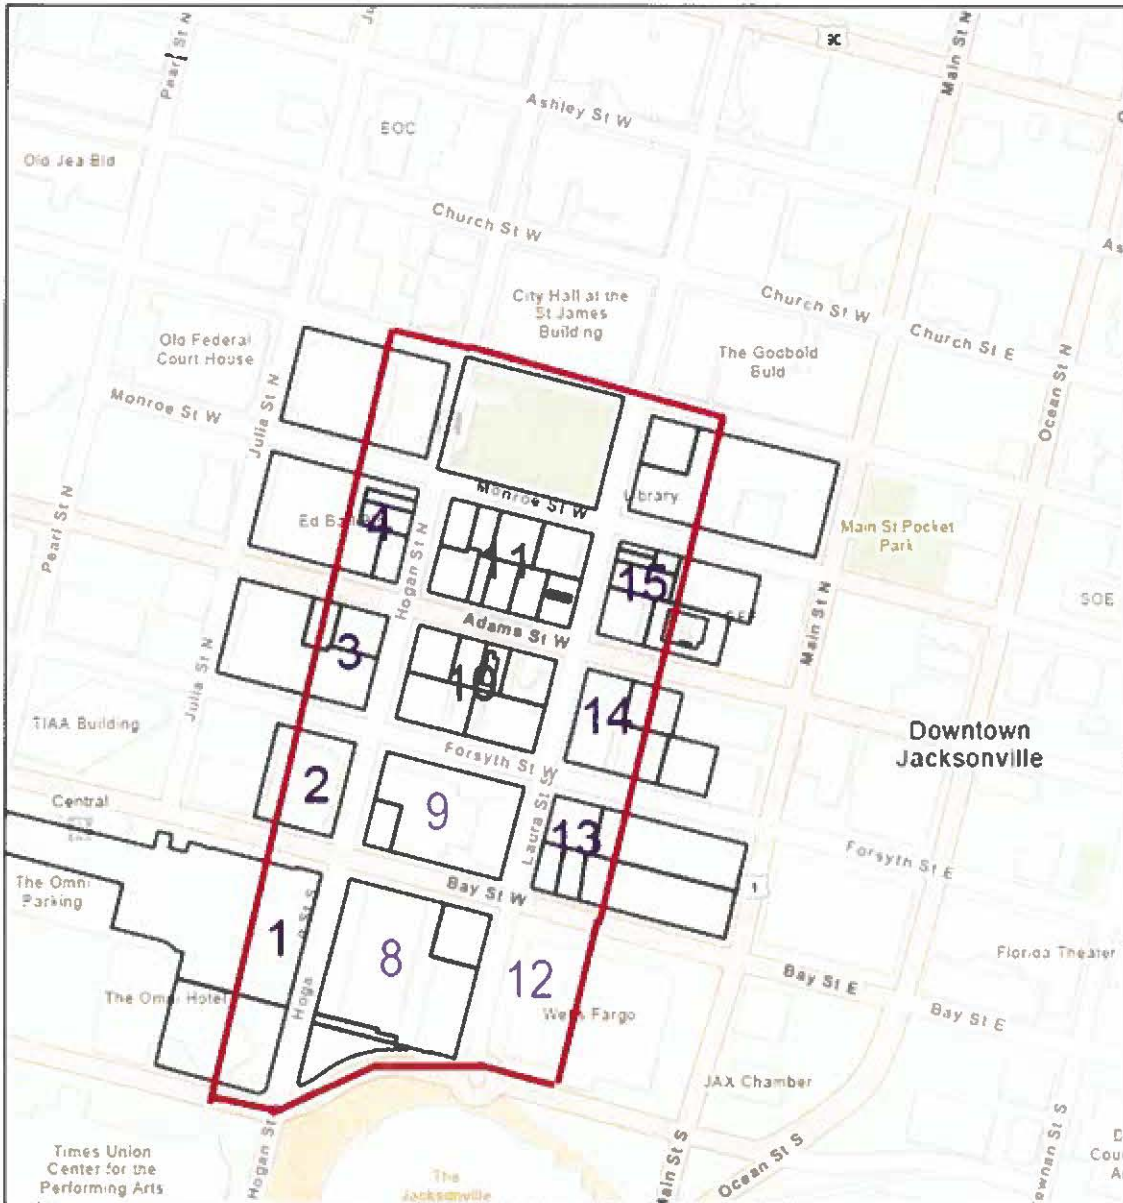 Pearl St N
Main St N
Ashley St W
EOC
Old Jea Bld
Church St W
City Hall at the
St James
Building
Church St W
Church St E
Old Federal
Court House
The Godbold
Buld
Julia St N
Monroe St W
Ocean St N
Monroe St W
Library
Main St Pocket
Park
4
11
15
Hogan St N
Pearl St N
SOE
Main St N
Adams St W
3
10
14
Julia St N
TIAA Building
Downtown
Jacksonville
Forsyth St W
2
9
Laura St S
13
Central
Forsyth St E
Bay St W
1
The Omni
Parking
1
8
12
Florida Theater
Bay St E
The Omni Hotel
Wells Fargo
Bay St E
JAX Chamber
Times Union
Center for the
Performing Arts
Hogan St
The
Jacksonville
Main St S
Ocean St S